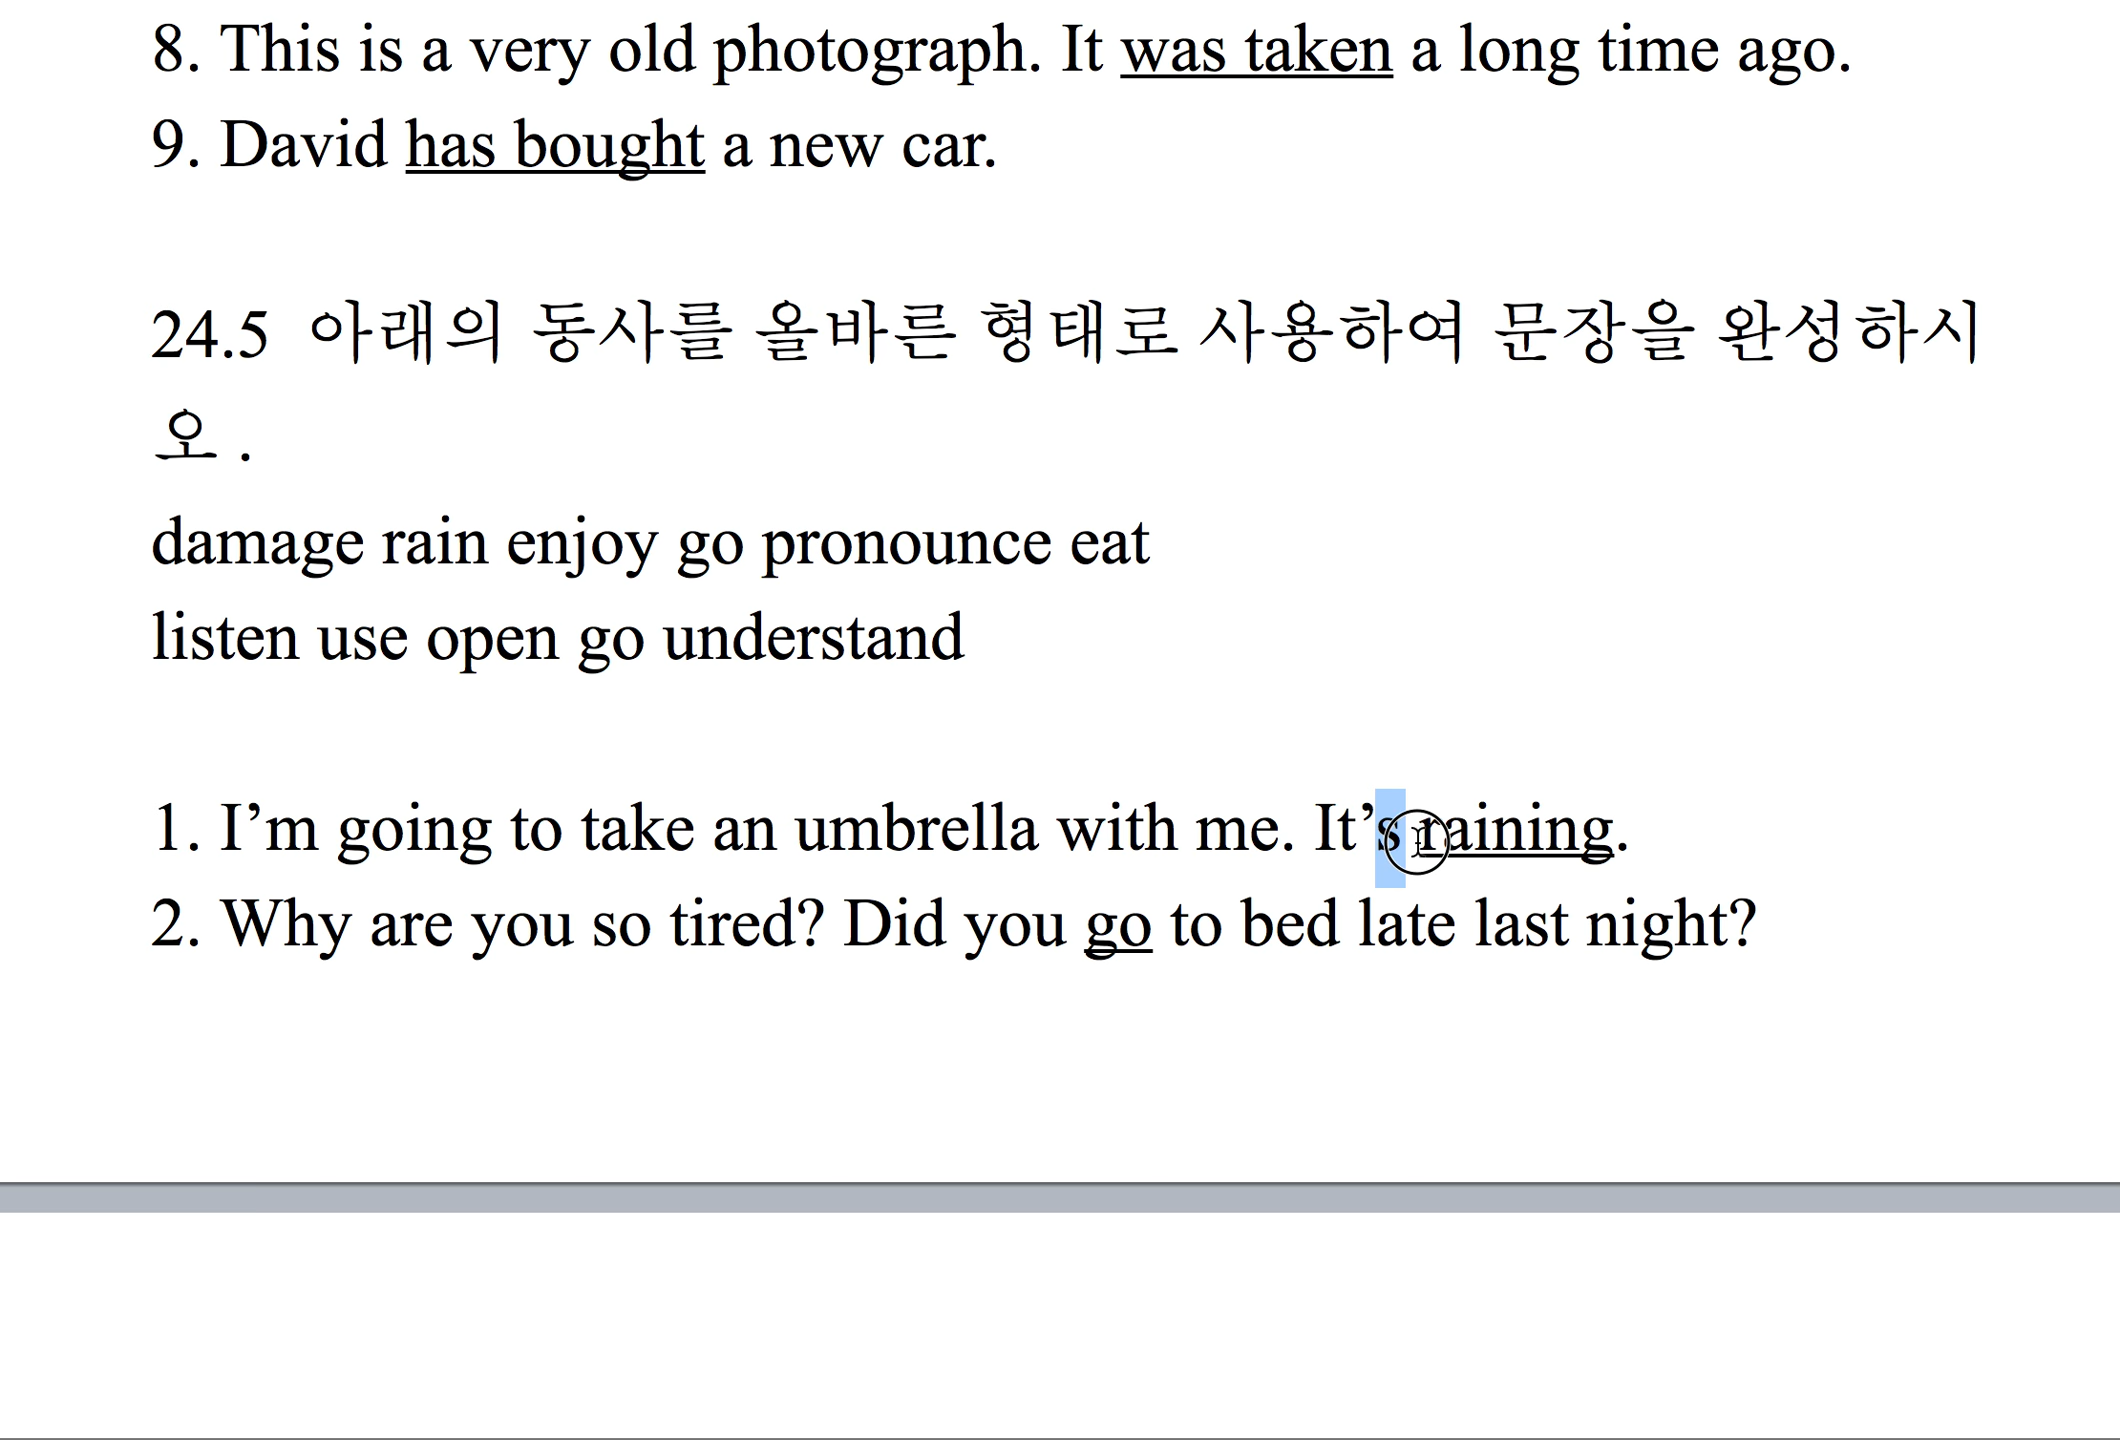 8. This is a very old photograph. It was taken a long time ago.
9. David has bought a new car.
24.5 아래의 동사를 올바른 형태로 사용하여 문장을 완성하시
오.
damage rain enjoy go pronounce eat
listen use open go understand
1. I’m going to take an umbrella with me. It’s raining.
2. Why are you so tired? Did you go to bed late last night?